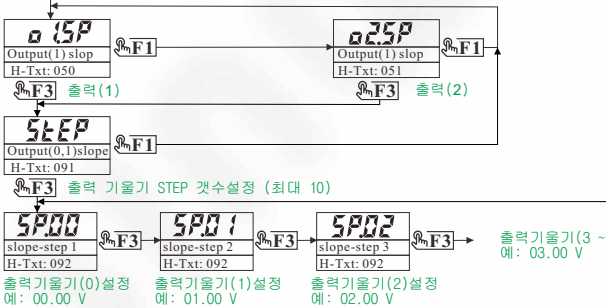 o1.SP
Output(1) slop
H-Txt: 050
F1
o2.SP
Output(1) slop
H-Txt: 051
F1
F3 출력(1)
F3 출력(2)
StEP
Output(0,1)slope
H-Txt: 091
F1
F3 출력 기울기 STEP 갯수설정 (최대 10)
SP.00
slope-step 1
H-Txt: 092
F3
출력기울기(0)설정
예: 00.00 V
SP.01
slope-step 2
H-Txt: 092
F3
출력기울기(1)설정
예: 01.00 V
SP.02
slope-step 3
H-Txt: 092
F3
출력기울기(2)설정
예: 02.00 V
출력기울기(3 ~
예: 03.00 V